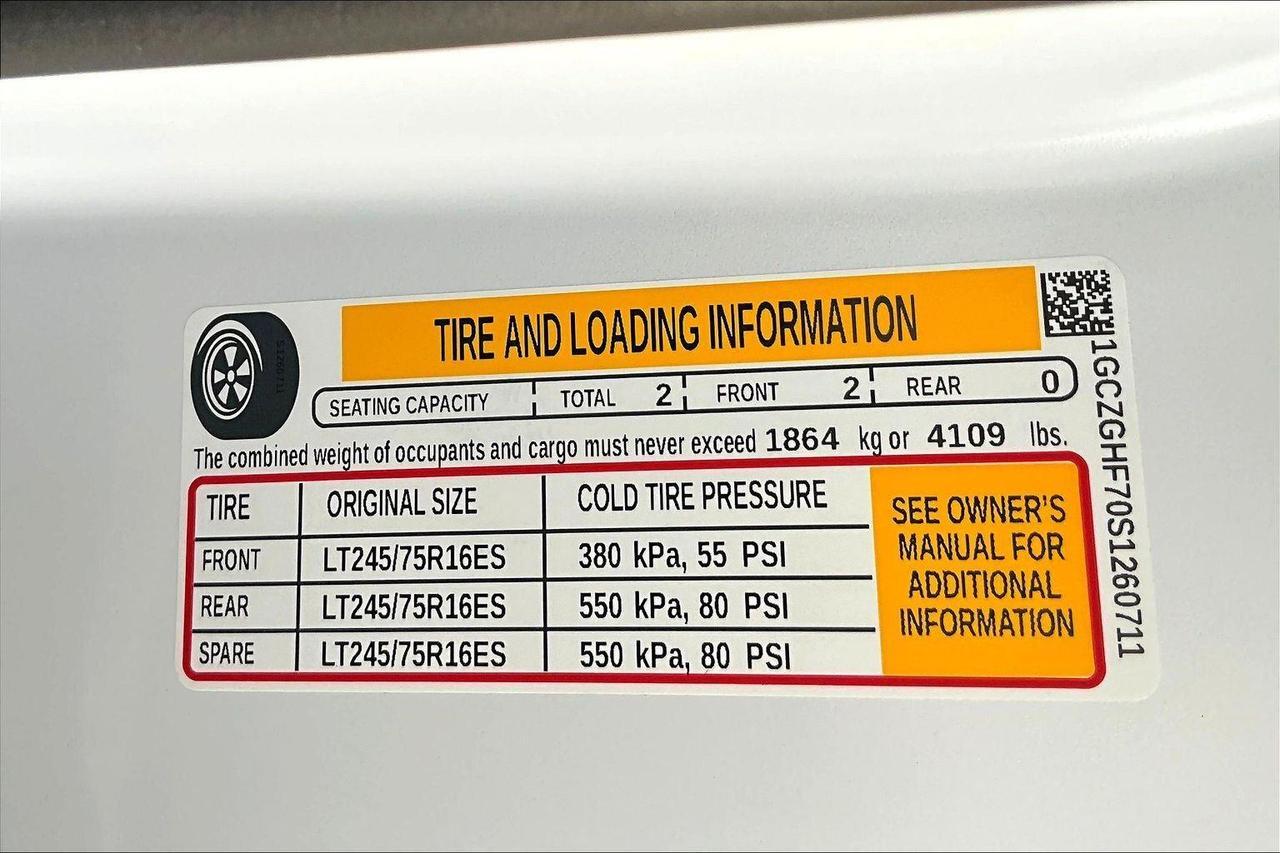 TIRE AND LOADING INFORMATION
SEATING CAPACITY TOTAL 2 FRONT 2 REAR 0
The combined weight of occupants and cargo must never exceed 1864 kg or 4109 lbs.
TIRE ORIGINAL SIZE COLD TIRE PRESSURE
FRONT LT245/75R16ES 380 kPa, 55 PSI
REAR LT245/75R16ES 550 kPa, 80 PSI
SPARE LT245/75R16ES 550 kPa, 80 PSI
SEE OWNER'S
MANUAL FOR
ADDITIONAL
INFORMATION
1GCZGHF70S1260711
S1260711